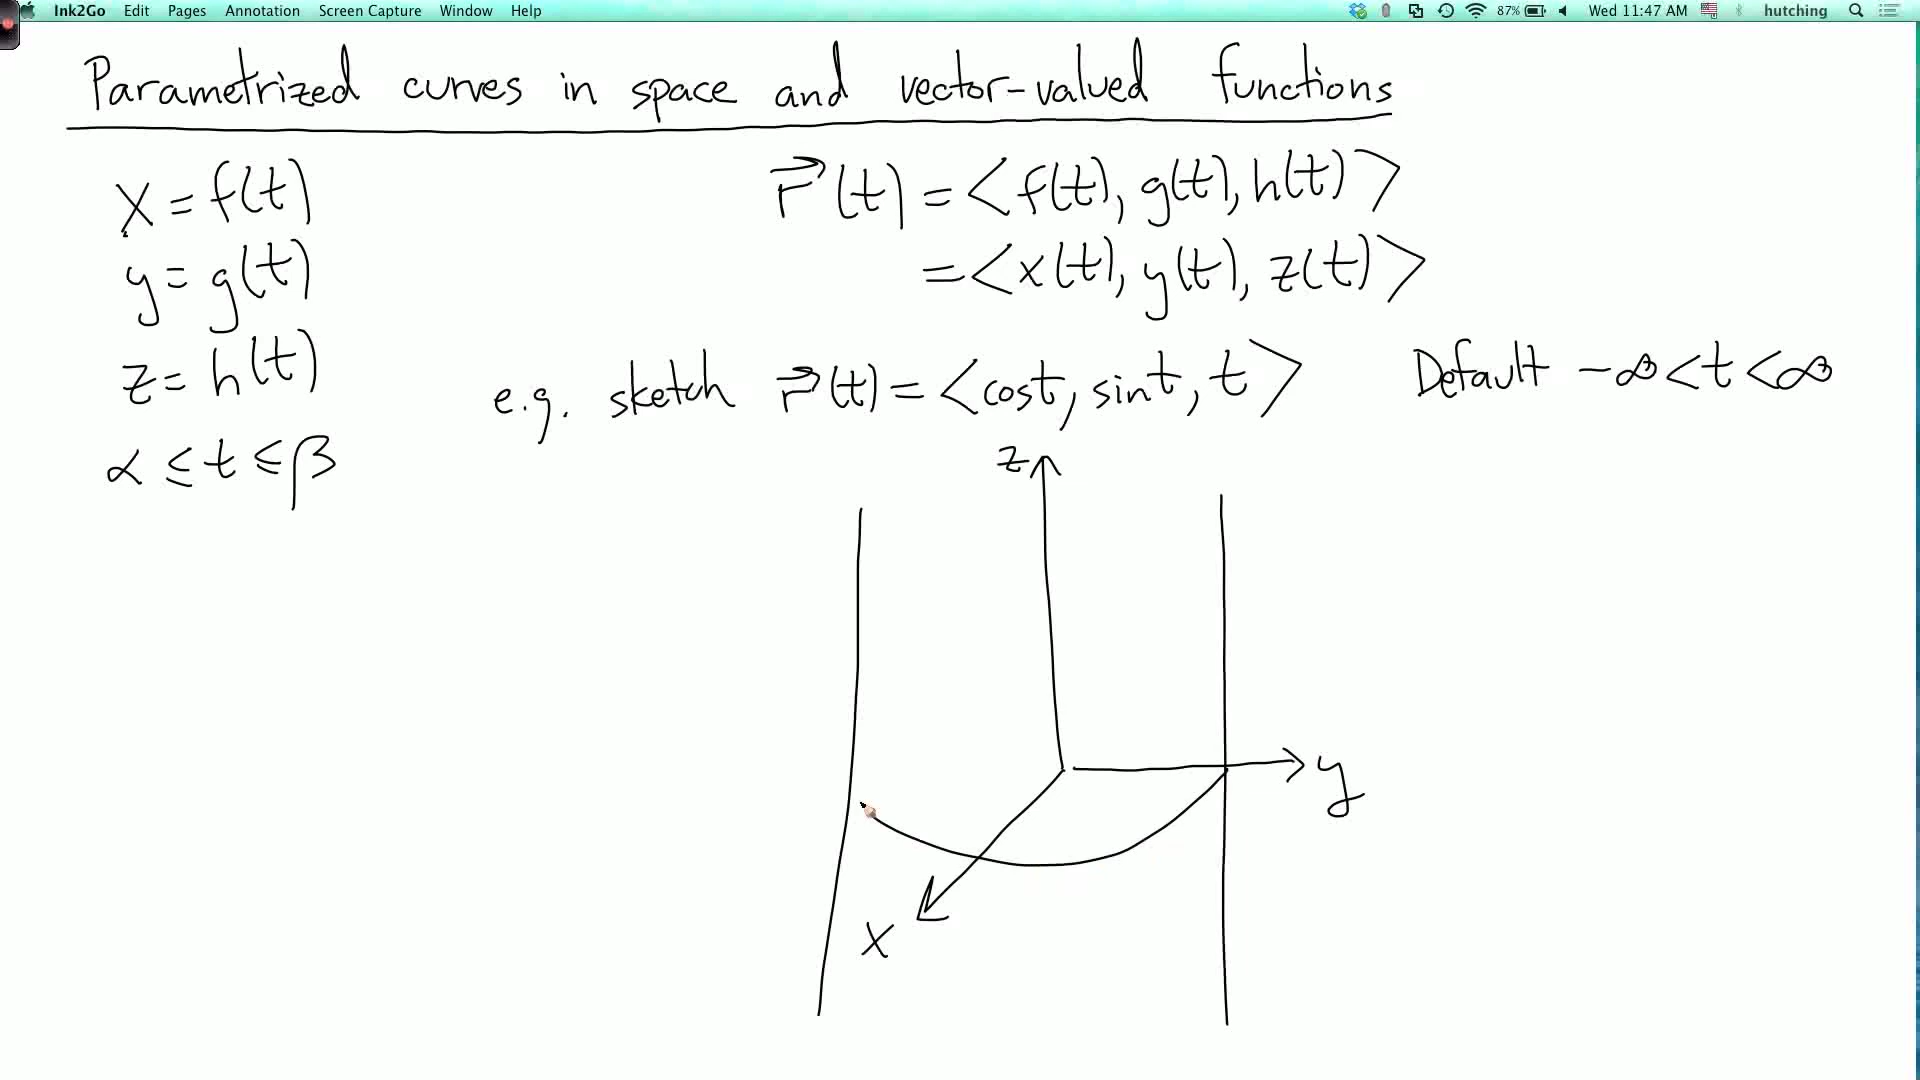 Ink2Go Edit Pages Annotation Screen Capture Window Help 87% Wed 11:47 AM hutching
Parametrized curves in space and vector-valued functions
x = f(t)
y = g(t)
z = h(t)
α ≤ t ≤ β
r⃗(t) = <f(t), g(t), h(t)>
= <x(t), y(t), z(t)>
e.g. sketch r⃗(t) = <cost, sint, t> Default -∞ < t < ∞
z
y
x